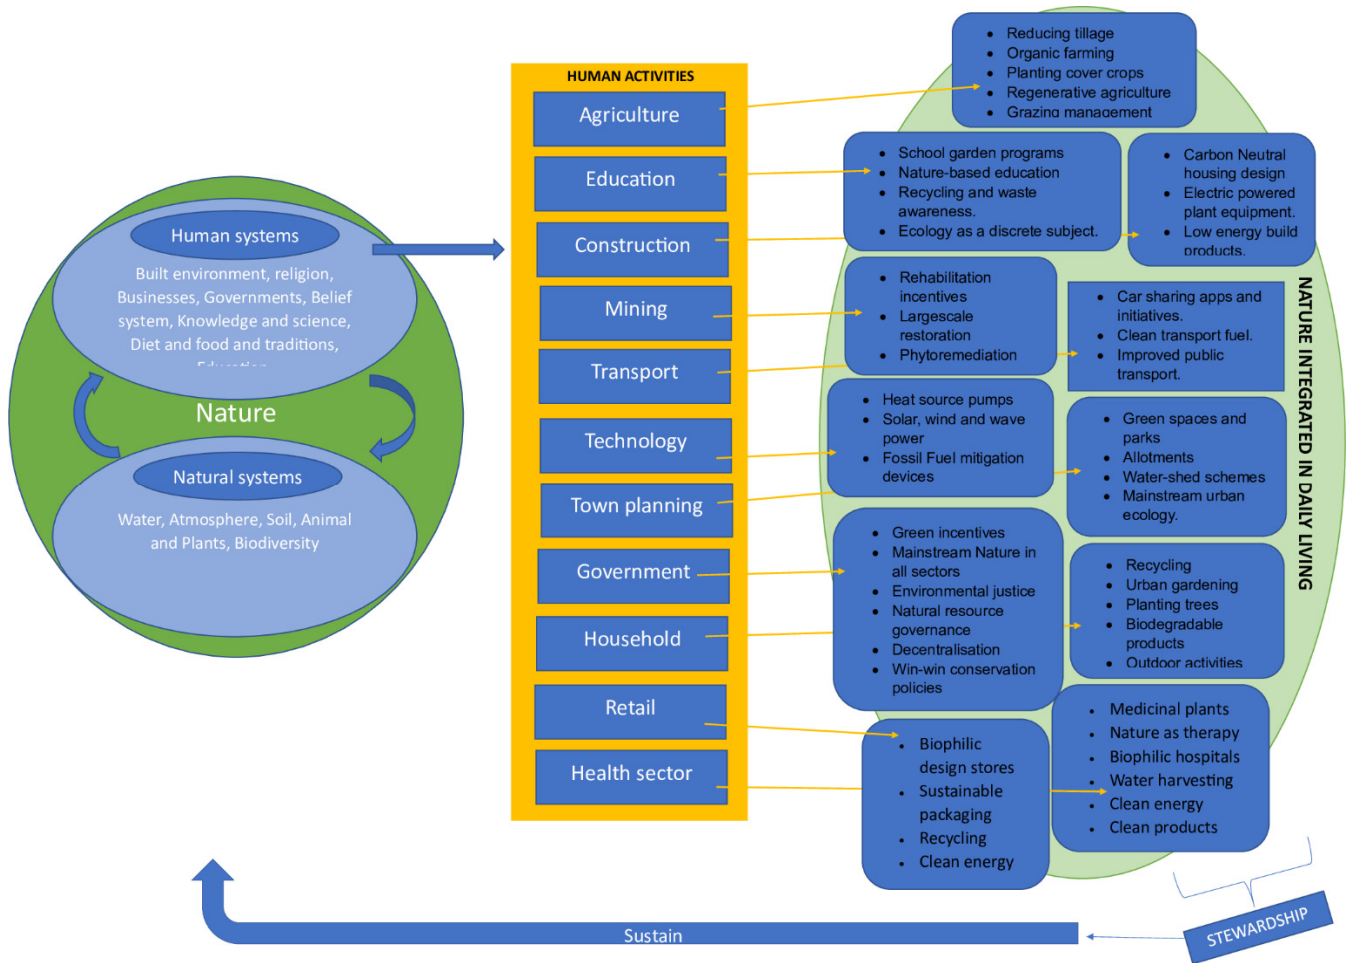 Human systems
Built environment, religion,
Businesses, Governments, Belief
system, Knowledge and science,
Diet and food and traditions,
Education
Nature
Natural systems
Water, Atmosphere, Soil, Animal
and Plants, Biodiversity
HUMAN ACTIVITIES
Agriculture
Education
Construction
Mining
Transport
Technology
Town planning
Government
Household
Retail
Health sector
• Reducing tillage
• Organic farming
• Planting cover crops
• Regenerative agriculture
• Grazing management
• School garden programs
• Nature-based education
• Recycling and waste
awareness.
• Ecology as a discrete subject.
• Carbon Neutral
housing design
• Electric powered
plant equipment.
• Low energy build
products.
• Rehabilitation
incentives
• Largescale
restoration
• Phytoremediation
• Car sharing apps and
initiatives.
• Clean transport fuel.
• Improved public
transport.
• Heat source pumps
• Solar, wind and wave
power
• Fossil Fuel mitigation
devices
• Green spaces and
parks
• Allotments
• Water-shed schemes
• Mainstream urban
ecology.
• Green incentives
• Mainstream Nature in
all sectors
• Environmental justice
• Natural resource
governance
• Decentralisation
• Win-win conservation
policies
• Recycling
• Urban gardening
• Planting trees
• Biodegradable
products
• Outdoor activities
• Biophilic
design stores
• Sustainable
packaging
• Recycling
• Clean energy
• Medicinal plants
• Nature as therapy
• Biophilic hospitals
• Water harvesting
• Clean energy
• Clean products
NATURE INTEGRATED IN DAILY LIVING
STEWARDSHIP
Sustain